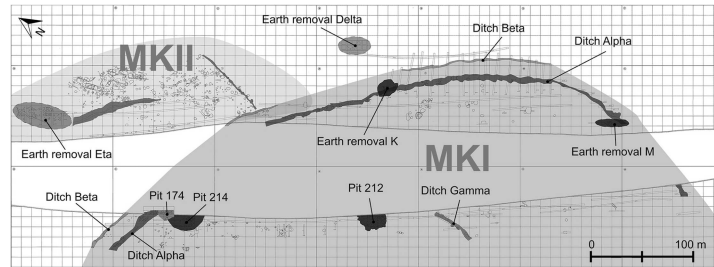 Earth removal Delta
Ditch Beta
N
Ditch Alpha
MKII
Earth removal K
Earth removal Eta
Earth removal M
MKI
Pit 174
Pit 212
Ditch Beta
Pit 214
Ditch Gamma
Ditch Alpha
0 100 m